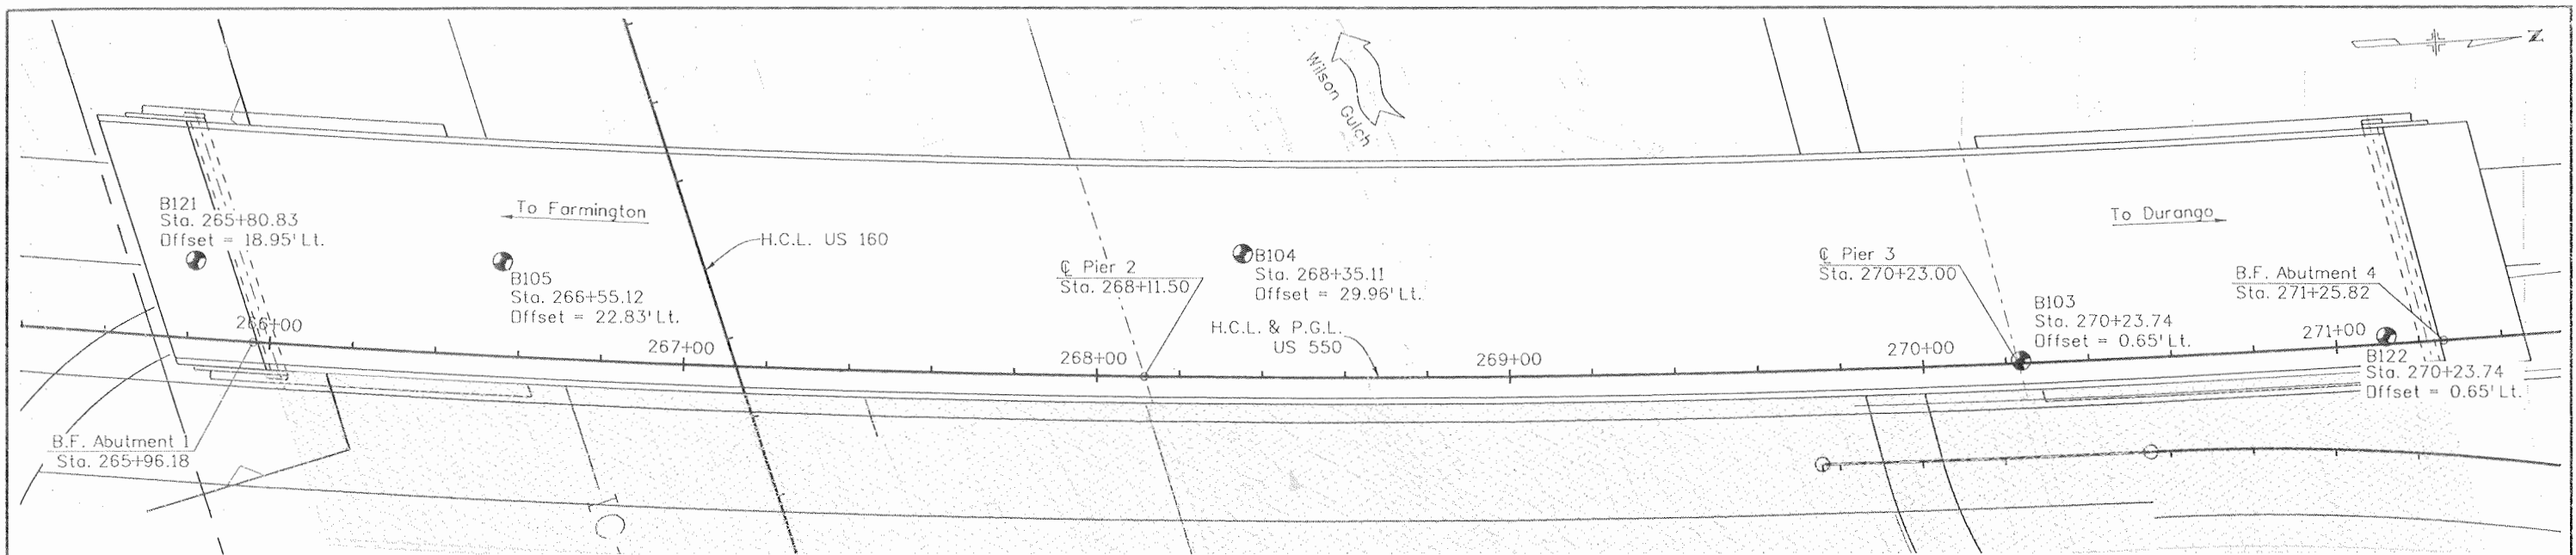 Wilson Gulch
Z
B121
Sta. 265+80.83
Offset = 18.95' Lt.
To Farmington
B105
Sta. 266+55.12
Offset = 22.83' Lt.
H.C.L. US 160
℄ Pier 2
Sta. 268+11.50
B104
Sta. 268+35.11
Offset = 29.96' Lt.
H.C.L. & P.G.L.
US 550
℄ Pier 3
Sta. 270+23.00
To Durango
B103
Sta. 270+23.74
Offset = 0.65' Lt.
B.F. Abutment 4
Sta. 271+25.82
B122
Sta. 270+23.74
Offset = 0.65' Lt.
266+00
267+00
268+00
269+00
270+00
271+00
B.F. Abutment 1
Sta. 265+96.18